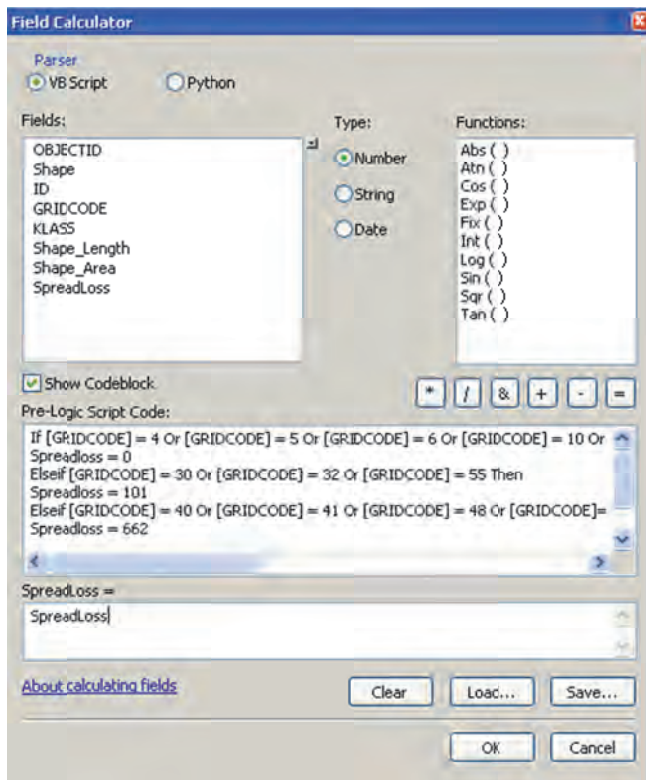 Field Calculator
Parser
VB Script Python
Fields:
OBJECTID
Shape
ID
GRIDCODE
KLASS
Shape_Length
Shape_Area
SpreadLoss
Type:
Number
String
Date
Functions:
Abs ( )
Atn ( )
Cos ( )
Exp ( )
Fix ( )
Int ( )
Log ( )
Sin ( )
Sqr ( )
Tan ( )
Show Codeblock
* / & + - =
Pre-Logic Script Code:
If [GRIDCODE] = 4 Or [GRIDCODE] = 5 Or [GRIDCODE] = 6 Or [GRIDCODE] = 10 Or
Spreadloss = 0
Elseif [GRIDCODE] = 30 Or [GRIDCODE] = 32 Or [GRIDCODE] = 55 Then
Spreadloss = 101
Elseif [GRIDCODE] = 40 Or [GRIDCODE] = 41 Or [GRIDCODE] = 48 Or [GRIDCODE]=
Spreadloss = 662
SpreadLoss =
SpreadLoss
About calculating fields
Clear Load... Save...
OK Cancel